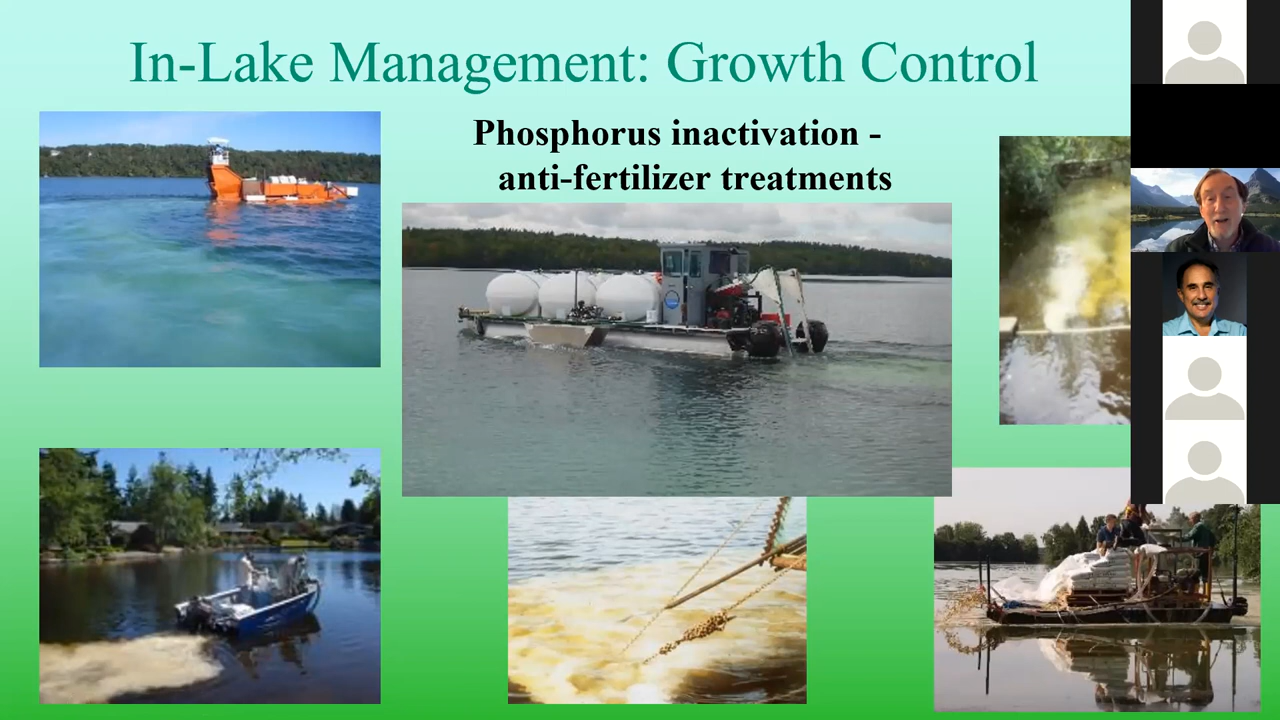 In-Lake Management: Growth Control
Phosphorus inactivation -
anti-fertilizer treatments